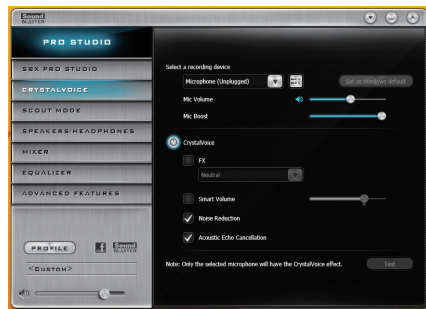 Sound
BLASTER
PRO STUDIO
SBX PRO STUDIO
CRYSTALVOICE
SCOUT MODE
SPEAKERS/HEADPHONES
MIXER
EQUALIZER
ADVANCED FEATURES
PROFILE
Sound
BLASTER
<CUSTOM>
Select a recording device
Microphone (Unplugged)
Set as Windows default
Mic Volume
Mic Boost
CrystalVoice
FX
Neutral
Smart Volume
Noise Reduction
Acoustic Echo Cancellation
Note: Only the selected microphone will have the CrystalVoice effect.
Test